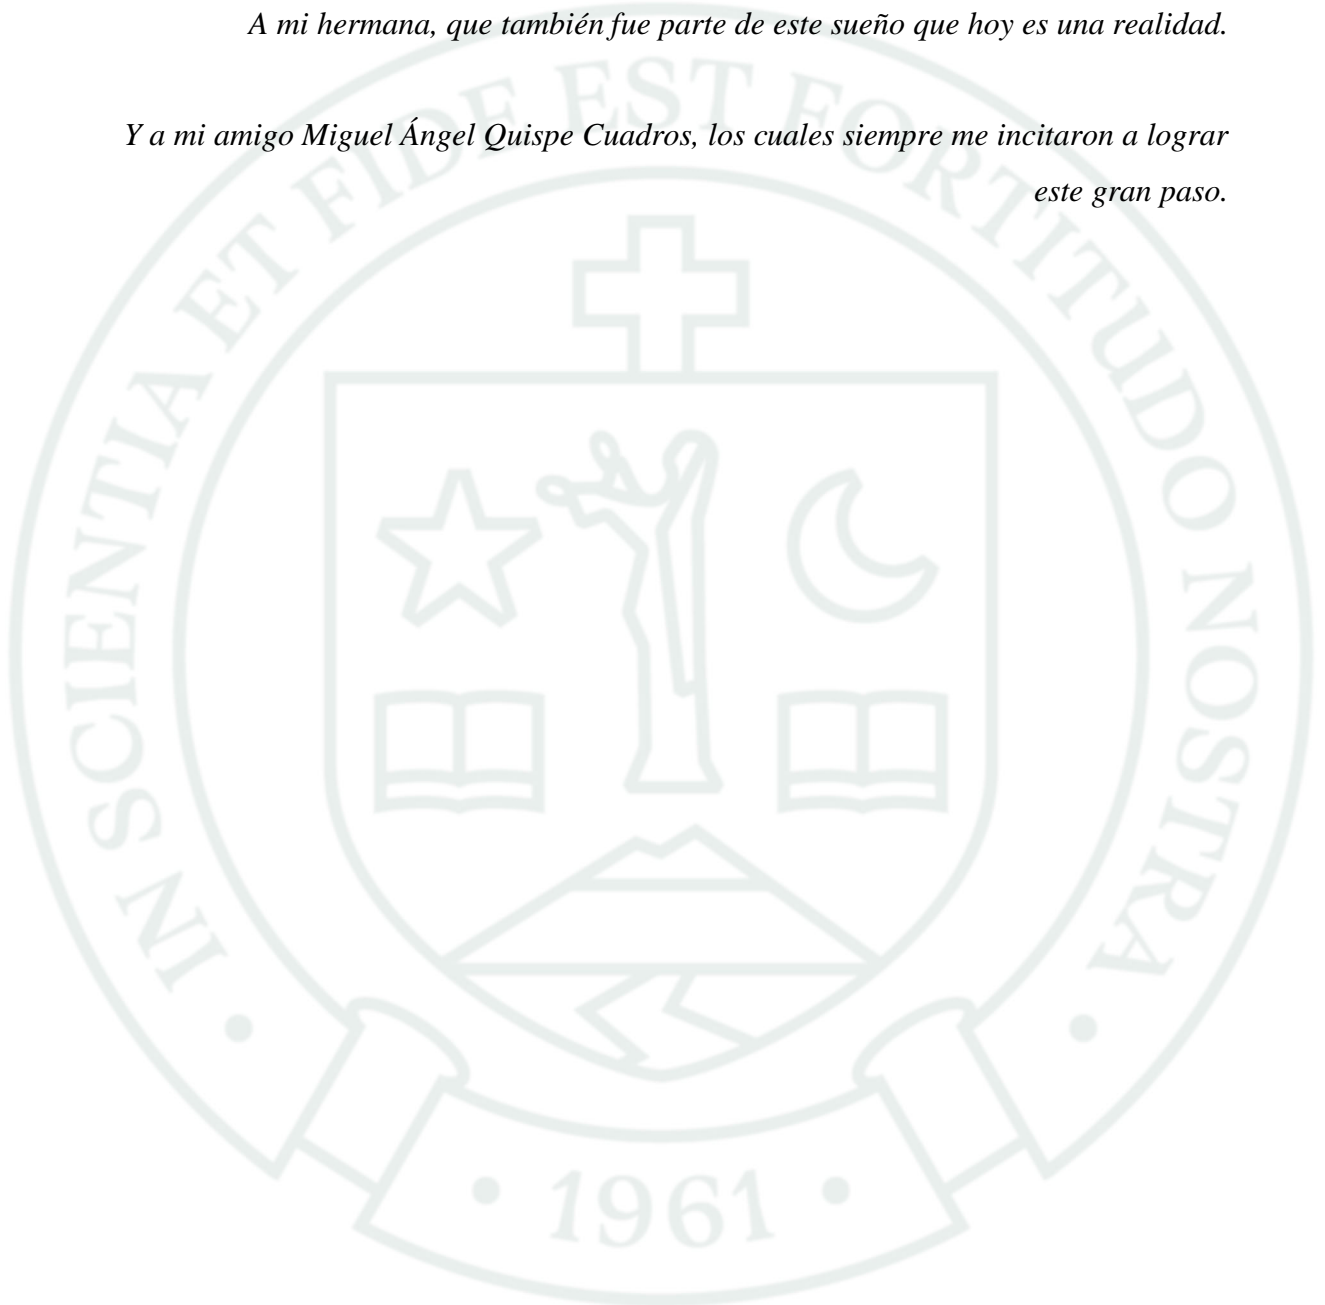 A mi hermana, que también fue parte de este sueño que hoy es una realidad.
Y a mi amigo Miguel Ángel Quispe Cuadros, los cuales siempre me incitaron a lograr
este gran paso.
IN SCIENTIA ET FIDE EST FORTITUDO NOSTRA
1961